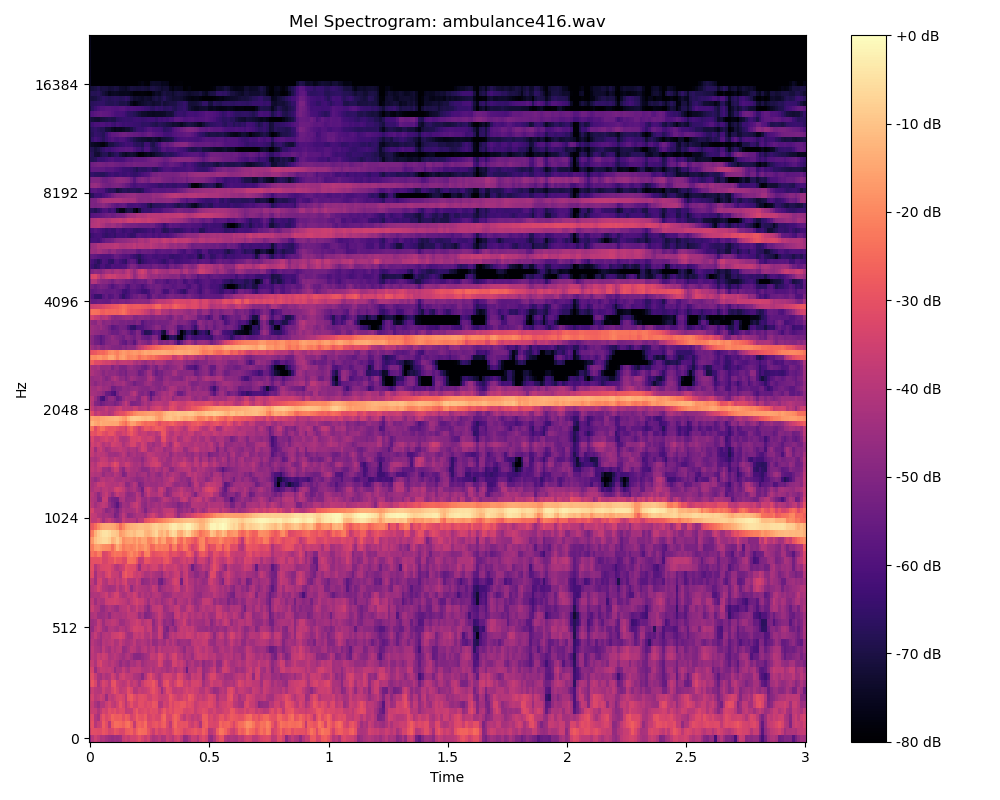 Mel Spectrogram: ambulance416.wav
Hz
16384
8192
4096
2048
1024
512
0
0 0.5 1 1.5 2 2.5 3
Time
+0 dB
-10 dB
-20 dB
-30 dB
-40 dB
-50 dB
-60 dB
-70 dB
-80 dB